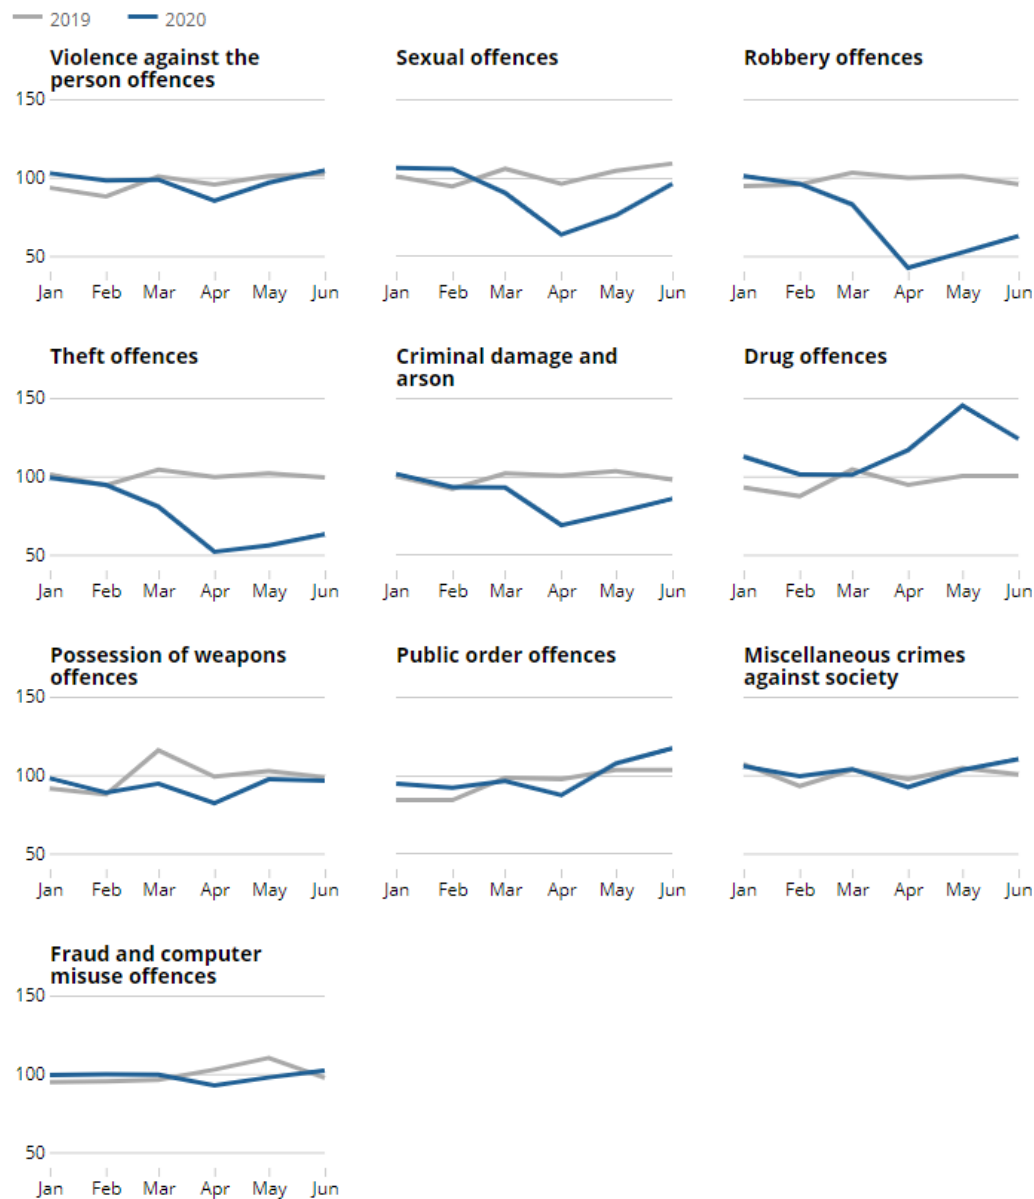 2019 2020
Violence against the
person offences
Sexual offences
Robbery offences
150
100
50
Jan Feb Mar Apr May Jun
Jan Feb Mar Apr May Jun
Jan Feb Mar Apr May Jun
Theft offences
Criminal damage and
arson
Drug offences
150
100
50
Jan Feb Mar Apr May Jun
Jan Feb Mar Apr May Jun
Jan Feb Mar Apr May Jun
Possession of weapons
offences
Public order offences
Miscellaneous crimes
against society
150
100
50
Jan Feb Mar Apr May Jun
Jan Feb Mar Apr May Jun
Jan Feb Mar Apr May Jun
Fraud and computer
misuse offences
150
100
50
Jan Feb Mar Apr May Jun